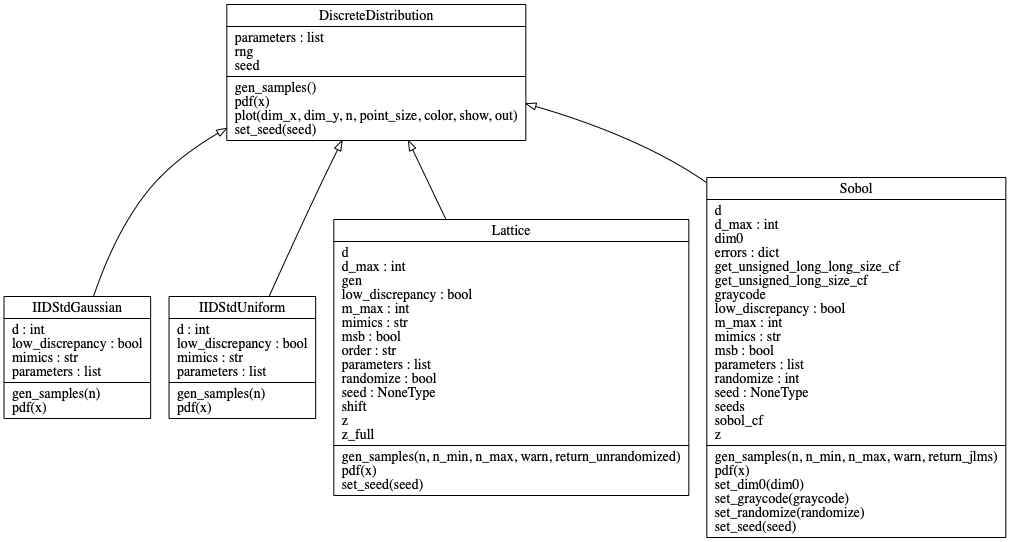 DiscreteDistribution
parameters : list
rng
seed
gen_samples()
pdf(x)
plot(dim_x, dim_y, n, point_size, color, show, out)
set_seed(seed)
IIDStdGaussian
d : int
low_discrepancy : bool
mimics : str
parameters : list
gen_samples(n)
pdf(x)
IIDStdUniform
d : int
low_discrepancy : bool
mimics : str
parameters : list
gen_samples(n)
pdf(x)
Lattice
d
d_max : int
gen
low_discrepancy : bool
m_max : int
mimics : str
msb : bool
order : str
parameters : list
randomize : bool
seed : NoneType
shift
z
z_full
gen_samples(n, n_min, n_max, warn, return_unrandomized)
pdf(x)
set_seed(seed)
Sobol
d
d_max : int
dim0
errors : dict
get_unsigned_long_long_size_cf
get_unsigned_long_size_cf
graycode
low_discrepancy : bool
m_max : int
mimics : str
msb : bool
parameters : list
randomize : int
seed : NoneType
seeds
sobol_cf
z
gen_samples(n, n_min, n_max, warn, return_jlms)
pdf(x)
set_dim0(dim0)
set_graycode(graycode)
set_randomize(randomize)
set_seed(seed)